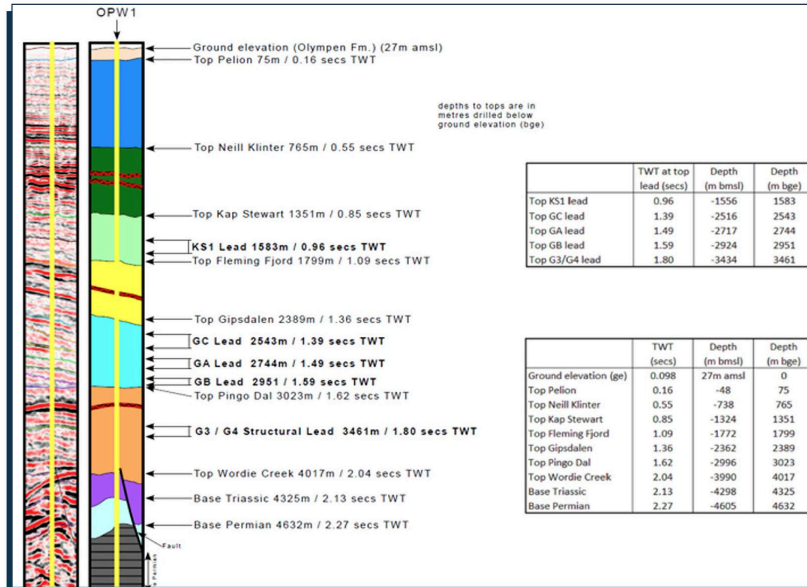 OPW1
Ground elevation (Olympen Fm.) (27m amsl)
Top Pelion 75m / 0.16 secs TWT
depths to tops are in
metres drilled below
ground elevation (bge)
Top Neill Klinter 765m / 0.55 secs TWT
Top Kap Stewart 1351m / 0.85 secs TWT
KS1 Lead 1583m / 0.96 secs TWT
Top Fleming Fjord 1799m / 1.09 secs TWT
Top Gipsdalen 2389m / 1.36 secs TWT
GC Lead 2543m / 1.39 secs TWT
GA Lead 2744m / 1.49 secs TWT
GB Lead 2951 / 1.59 secs TWT
Top Pingo Dal 3023m / 1.62 secs TWT
G3 / G4 Structural Lead 3461m / 1.80 secs TWT
Top Wordie Creek 4017m / 2.04 secs TWT
Base Triassic 4325m / 2.13 secs TWT
Base Permian 4632m / 2.27 secs TWT
Fault
Permian
TWT at top Depth Depth
lead (secs) (m bmsl) (m bge)
Top KS1 lead 0.96 -1556 1583
Top GC lead 1.39 -2516 2543
Top GA lead 1.49 -2717 2744
Top GB lead 1.59 -2924 2951
Top G3/G4 lead 1.80 -3434 3461
TWT Depth Depth
(secs) (m bmsl) (m bge)
Ground elevation (ge) 0.098 27m amsl 0
Top Pelion 0.16 -48 75
Top Neill Klinter 0.55 -738 765
Top Kap Stewart 0.85 -1324 1351
Top Fleming Fjord 1.09 -1772 1799
Top Gipsdalen 1.36 -2362 2389
Top Pingo Dal 1.62 -2996 3023
Top Wordie Creek 2.04 -3990 4017
Base Triassic 2.13 -4298 4325
Base Permian 2.27 -4605 4632